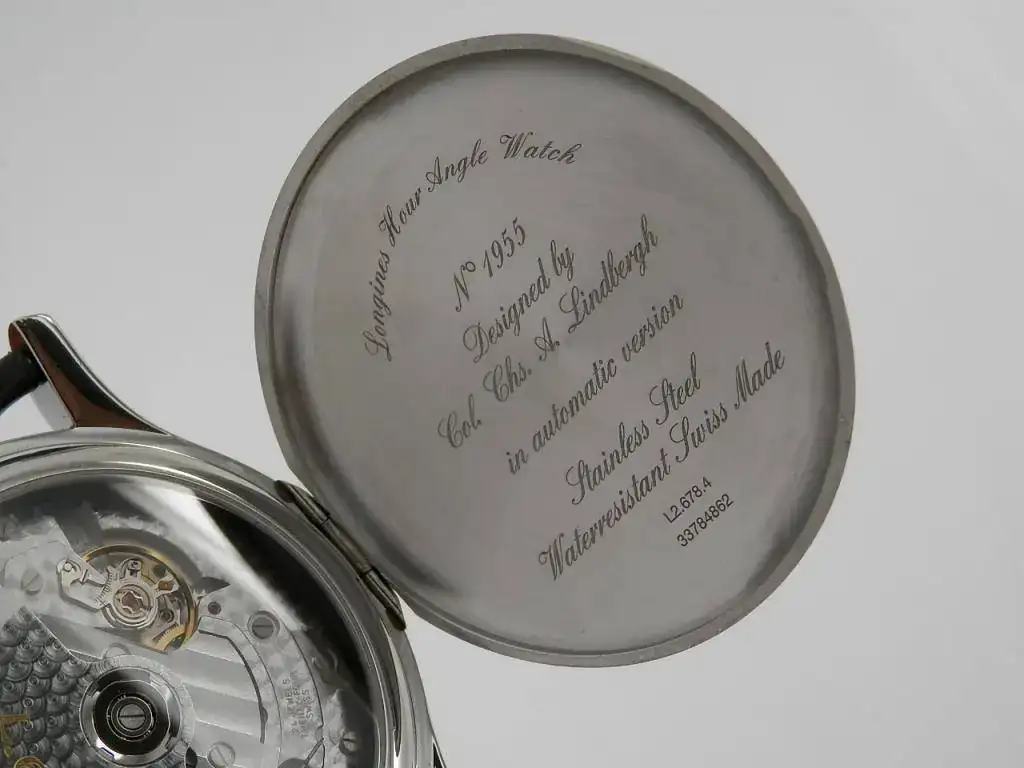 Longines Hour Angle Watch
Nº 1955
Designed by
Col. Chs. A. Lindbergh
in automatic version
Stainless Steel
Waterresistant Swiss Made
L2.678.4
33784862